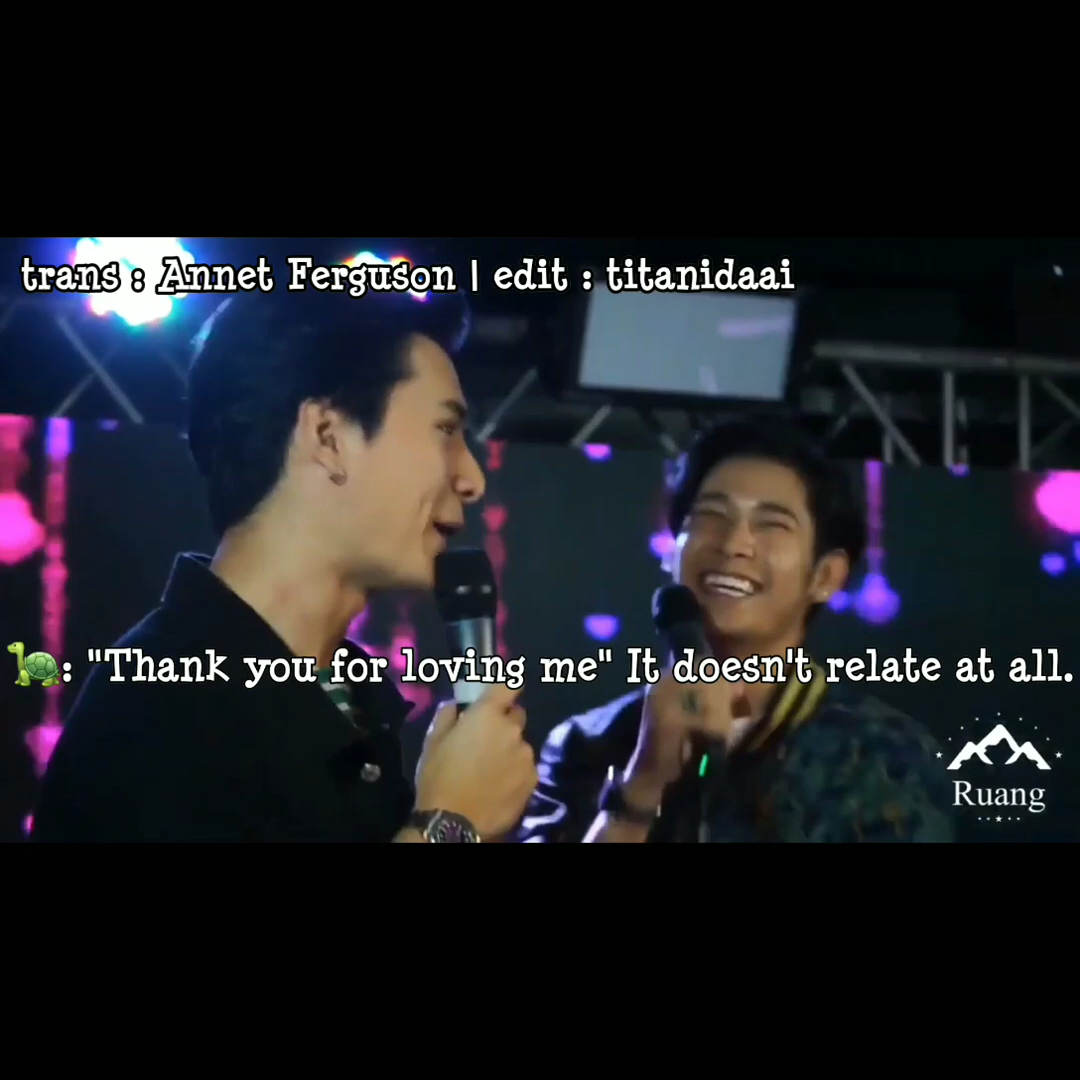 trans : Annet Ferguson | edit : titanidaai
🐢: "Thank you for loving me" It doesn't relate at all.
Ruang